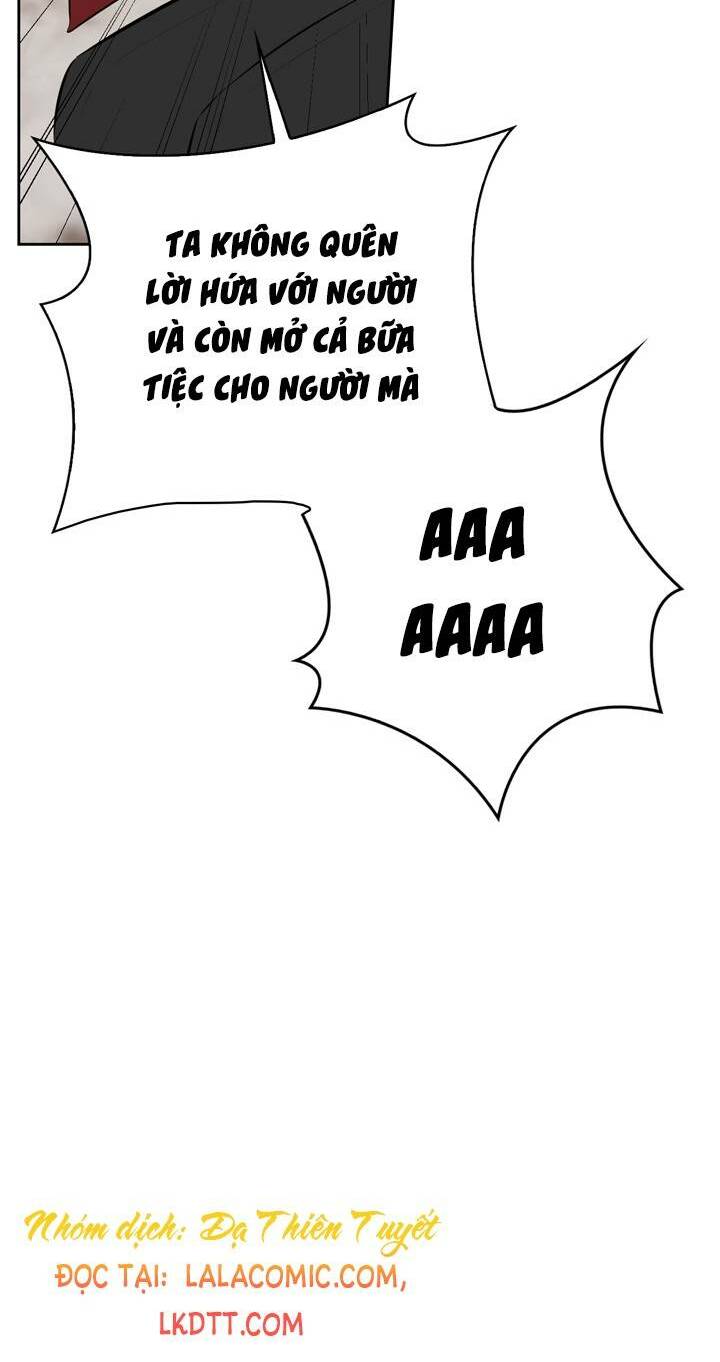 TA KHÔNG QUÊN
LỜI HỨA VỚI NGƯỜI
VÀ CÒN MỞ CẢ BỮA
TIỆC CHO NGƯỜI MÀ
AAA
AAAA
Nhóm dịch: Dạ Thiên Tuyết
ĐỌC TẠI: LALACOMIC.COM,
LKDTT.COM